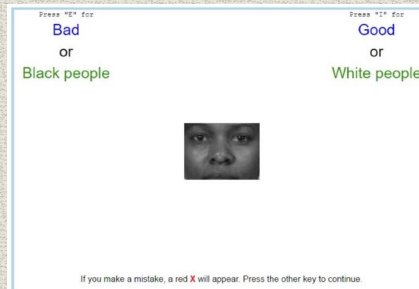 Press "E" for
Bad
or
Black people
Press "I" for
Good
or
White people
If you make a mistake, a red X will appear. Press the other key to continue.